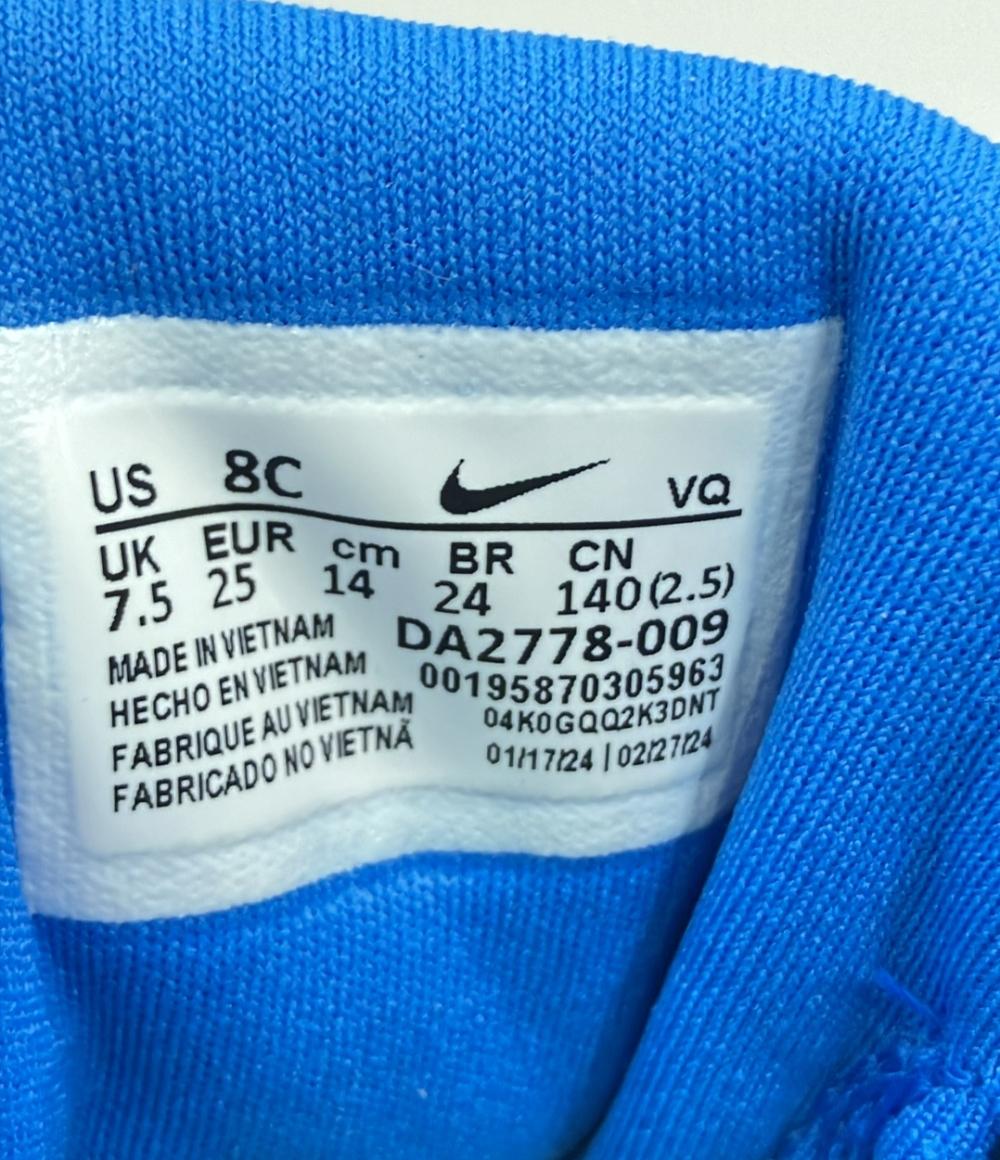 US 8C VQ
UK EUR cm BR CN
7.5 25 14 24 140(2.5)
MADE IN VIETNAM
HECHO EN VIETNAM
FABRIQUE AU VIETNAM
FABRICADO NO VIETNÃ
DA2778-009
00195870305963
04K0GQQ2K3DNT
01/17/24 | 02/27/24